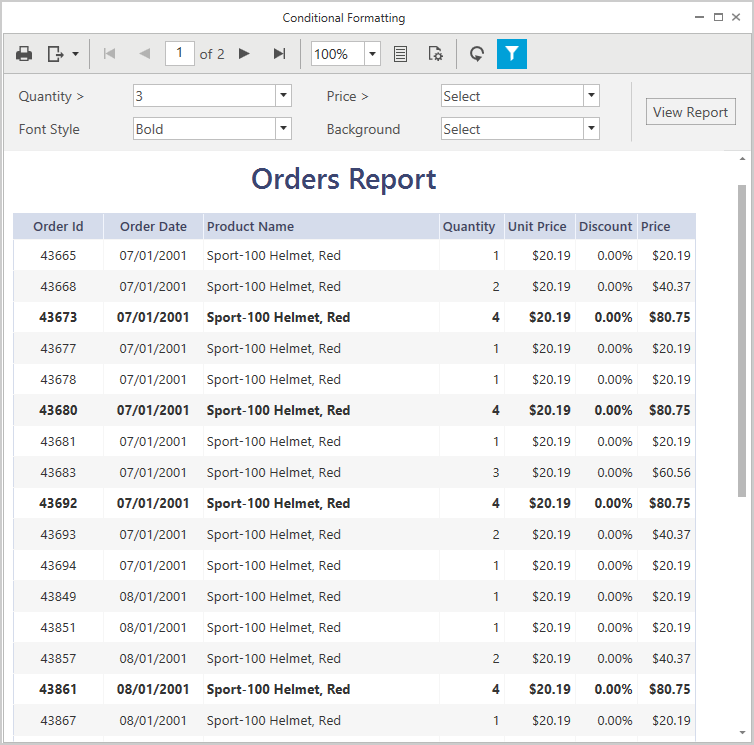 Conditional Formatting
1 of 2 100%
Quantity > 3 Price > Select
View Report
Font Style Bold Background Select
Orders Report
Order Id Order Date Product Name Quantity Unit Price Discount Price
43665 07/01/2001 Sport-100 Helmet, Red 1 $20.19 0.00% $20.19
43668 07/01/2001 Sport-100 Helmet, Red 2 $20.19 0.00% $40.37
43673 07/01/2001 Sport-100 Helmet, Red 4 $20.19 0.00% $80.75
43677 07/01/2001 Sport-100 Helmet, Red 1 $20.19 0.00% $20.19
43678 07/01/2001 Sport-100 Helmet, Red 1 $20.19 0.00% $20.19
43680 07/01/2001 Sport-100 Helmet, Red 4 $20.19 0.00% $80.75
43681 07/01/2001 Sport-100 Helmet, Red 1 $20.19 0.00% $20.19
43683 07/01/2001 Sport-100 Helmet, Red 3 $20.19 0.00% $60.56
43692 07/01/2001 Sport-100 Helmet, Red 4 $20.19 0.00% $80.75
43693 07/01/2001 Sport-100 Helmet, Red 2 $20.19 0.00% $40.37
43694 07/01/2001 Sport-100 Helmet, Red 1 $20.19 0.00% $20.19
43849 08/01/2001 Sport-100 Helmet, Red 1 $20.19 0.00% $20.19
43851 08/01/2001 Sport-100 Helmet, Red 1 $20.19 0.00% $20.19
43857 08/01/2001 Sport-100 Helmet, Red 2 $20.19 0.00% $40.37
43861 08/01/2001 Sport-100 Helmet, Red 4 $20.19 0.00% $80.75
43867 08/01/2001 Sport-100 Helmet, Red 1 $20.19 0.00% $20.19